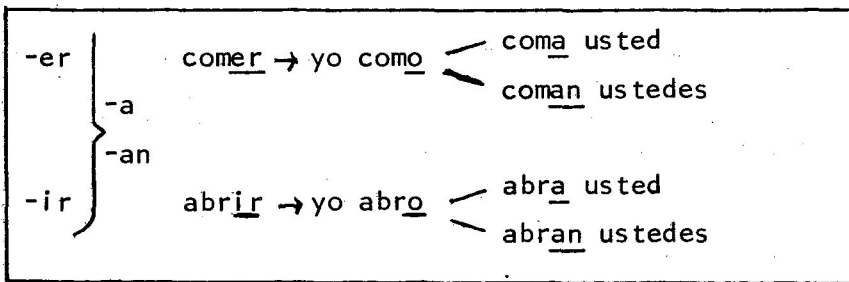 coma usted
-er comer → yo como
coman ustedes
-a
-an
abra usted
-ir abrir → yo abro
abran ustedes